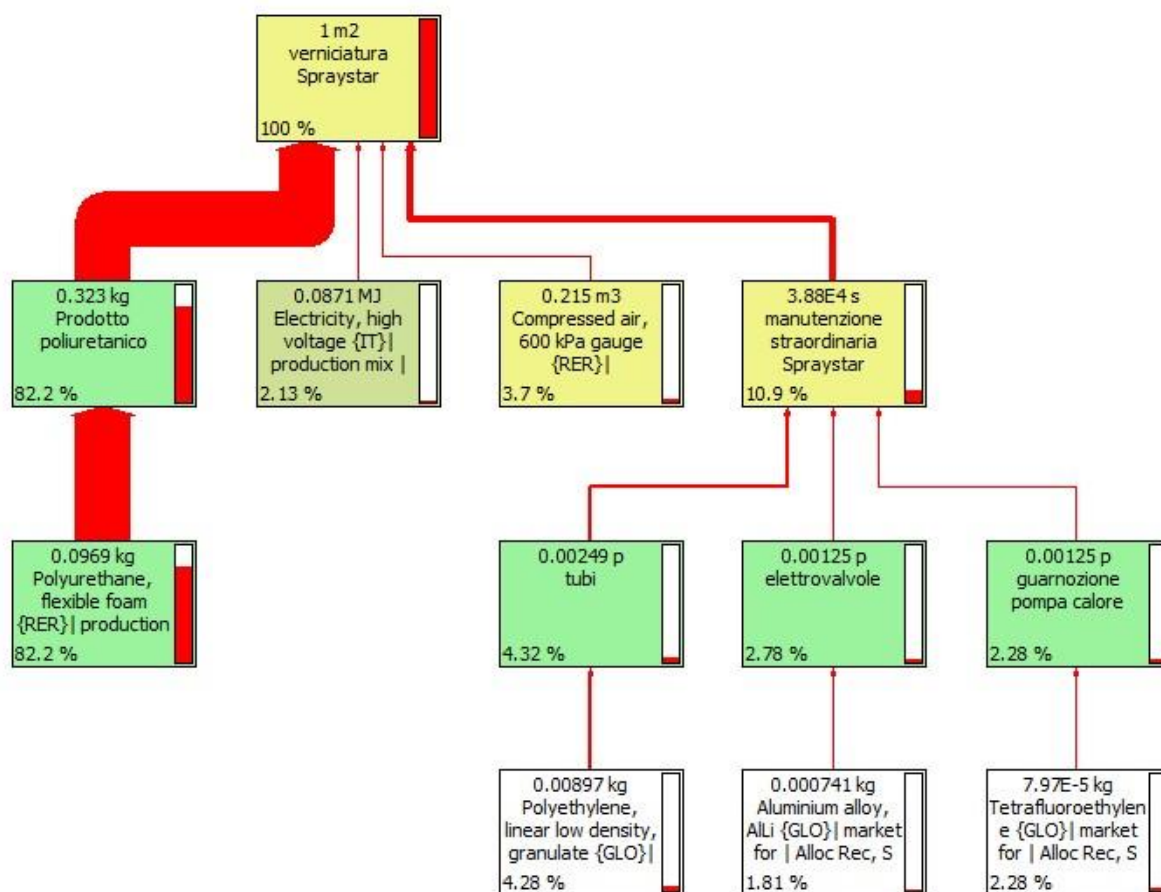 1 m2
verniciatura
Spraystar
100 %
0.323 kg
Prodotto
poliuretanico
82.2 %
0.0871 MJ
Electricity, high
voltage {IT}|
production mix |
2.13 %
0.215 m3
Compressed air,
600 kPa gauge
{RER}|
3.7 %
3.88E4 s
manutenzione
straordinaria
Spraystar
10.9 %
0.0969 kg
Polyurethane,
flexible foam
{RER}| production
82.2 %
0.00249 p
tubi
4.32 %
0.00125 p
elettrovalvole
2.78 %
0.00125 p
guarnozione
pompa calore
2.28 %
0.00897 kg
Polyethylene,
linear low density,
granulate {GLO}|
4.28 %
0.000741 kg
Aluminium alloy,
AlLi {GLO}| market
for | Alloc Rec, S
1.81 %
7.97E-5 kg
Tetrafluoroethylen
e {GLO}| market
for | Alloc Rec, S
2.28 %